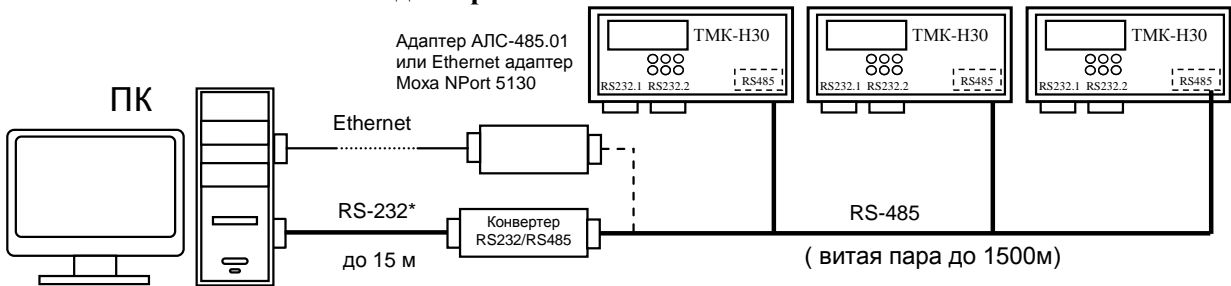 Адаптер АЛС-485.01
или Ethernet адаптер
Moxa NPort 5130
ТМК-Н30
RS485
RS232.1 RS232.2
ТМК-Н30
RS485
RS232.1 RS232.2
ТМК-Н30
RS485
RS232.1 RS232.2
ПК
Ethernet
RS-232*
до 15 м
Конвертер
RS232/RS485
RS-485
( витая пара до 1500м)